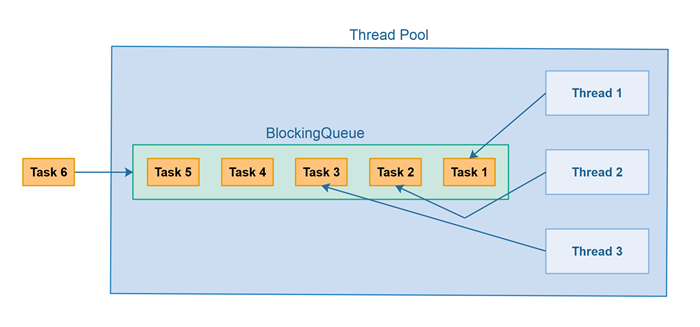 Thread Pool
Thread 1
BlockingQueue
Task 6
Task 5
Task 4
Task 3
Task 2
Task 1
Thread 2
Thread 3